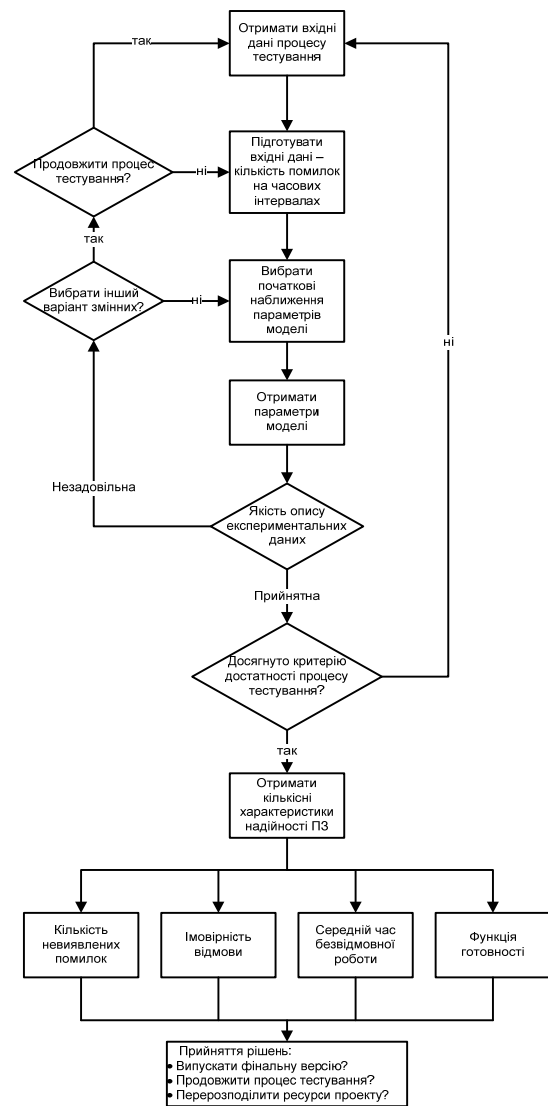 так
Отримати вхідні
дані процесу
тестування
Продовжити процес
тестування?
ні
Підготувати
вхідні дані –
кількість помилок
на часових
інтервалах
так
Вибрати інший
варіант змінних?
ні
Вибрати
початкові
наближення
параметрів
моделі
ні
Отримати
параметри
моделі
Незадовільна
Якість опису
експериментальних
даних
Прийнятна
Досягнуто критерію
достатності процесу
тестування?
так
Отримати
кількісні
характеристики
надійності ПЗ
Кількість
невиявлених
помилок
Імовірність
відмови
Середній час
безвідмовної
роботи
Функція
готовності
Прийняття рішень:
• Випускати фінальну версію?
• Продовжити процес тестування?
• Перерозподілити ресурси проекту?